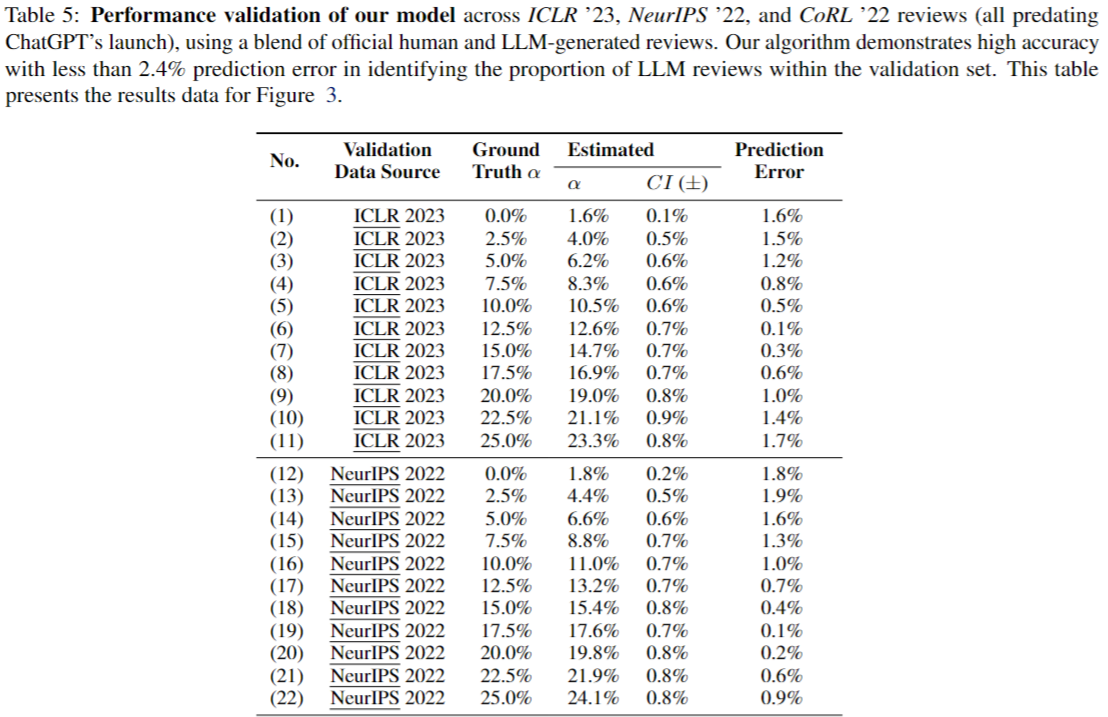 Table 5: Performance validation of our model across ICLR ’23, NeurIPS ’22, and CoRL ’22 reviews (all predating
ChatGPT’s launch), using a blend of official human and LLM-generated reviews. Our algorithm demonstrates high accuracy
with less than 2.4% prediction error in identifying the proportion of LLM reviews within the validation set. This table
presents the results data for Figure 3.
No. Validation Data Source Ground Truth α Estimated Prediction Error
α CI (±)
(1) ICLR 2023 0.0% 1.6% 0.1% 1.6%
(2) ICLR 2023 2.5% 4.0% 0.5% 1.5%
(3) ICLR 2023 5.0% 6.2% 0.6% 1.2%
(4) ICLR 2023 7.5% 8.3% 0.6% 0.8%
(5) ICLR 2023 10.0% 10.5% 0.6% 0.5%
(6) ICLR 2023 12.5% 12.6% 0.7% 0.1%
(7) ICLR 2023 15.0% 14.7% 0.7% 0.3%
(8) ICLR 2023 17.5% 16.9% 0.7% 0.6%
(9) ICLR 2023 20.0% 19.0% 0.8% 1.0%
(10) ICLR 2023 22.5% 21.1% 0.9% 1.4%
(11) ICLR 2023 25.0% 23.3% 0.8% 1.7%
(12) NeurIPS 2022 0.0% 1.8% 0.2% 1.8%
(13) NeurIPS 2022 2.5% 4.4% 0.5% 1.9%
(14) NeurIPS 2022 5.0% 6.6% 0.6% 1.6%
(15) NeurIPS 2022 7.5% 8.8% 0.7% 1.3%
(16) NeurIPS 2022 10.0% 11.0% 0.7% 1.0%
(17) NeurIPS 2022 12.5% 13.2% 0.7% 0.7%
(18) NeurIPS 2022 15.0% 15.4% 0.8% 0.4%
(19) NeurIPS 2022 17.5% 17.6% 0.7% 0.1%
(20) NeurIPS 2022 20.0% 19.8% 0.8% 0.2%
(21) NeurIPS 2022 22.5% 21.9% 0.8% 0.6%
(22) NeurIPS 2022 25.0% 24.1% 0.8% 0.9%